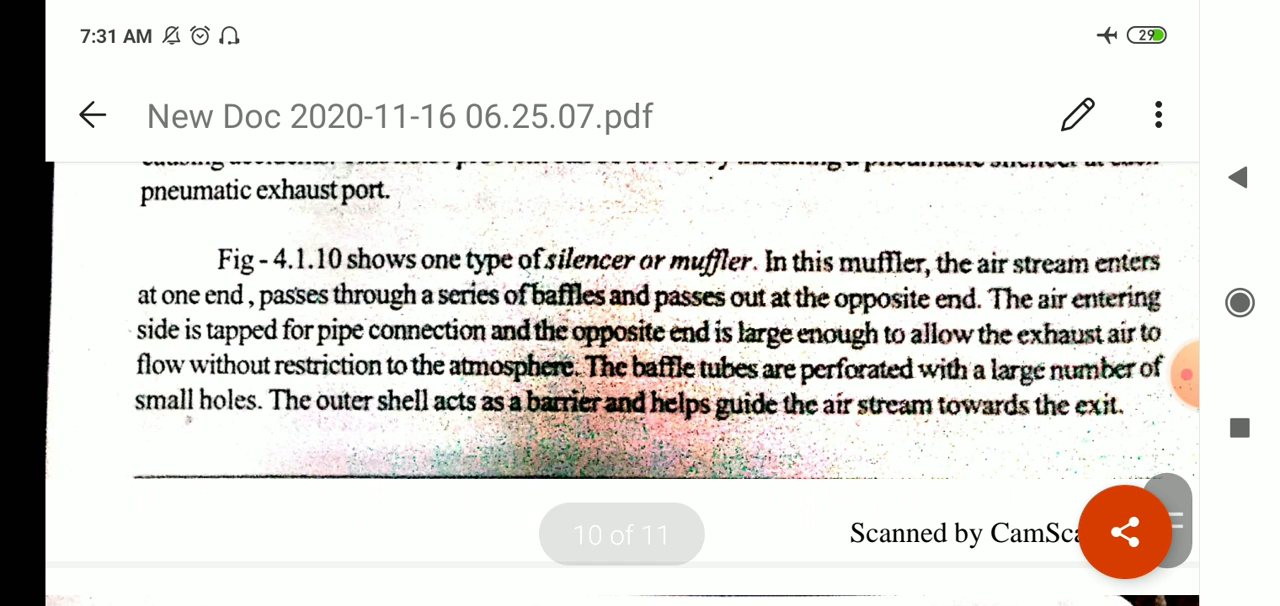 7:31 AM 29
New Doc 2020-11-16 06.25.07.pdf
pneumatic exhaust port.
Fig - 4.1.10 shows one type of silencer or muffler. In this muffler, the air stream enters
at one end , passes through a series of baffles and passes out at the opposite end. The air entering
side is tapped for pipe connection and the opposite end is large enough to allow the exhaust air to
flow without restriction to the atmosphere. The baffle tubes are perforated with a large number of
small holes. The outer shell acts as a barrier and helps guide the air stream towards the exit.
10 of 11
Scanned by CamSca